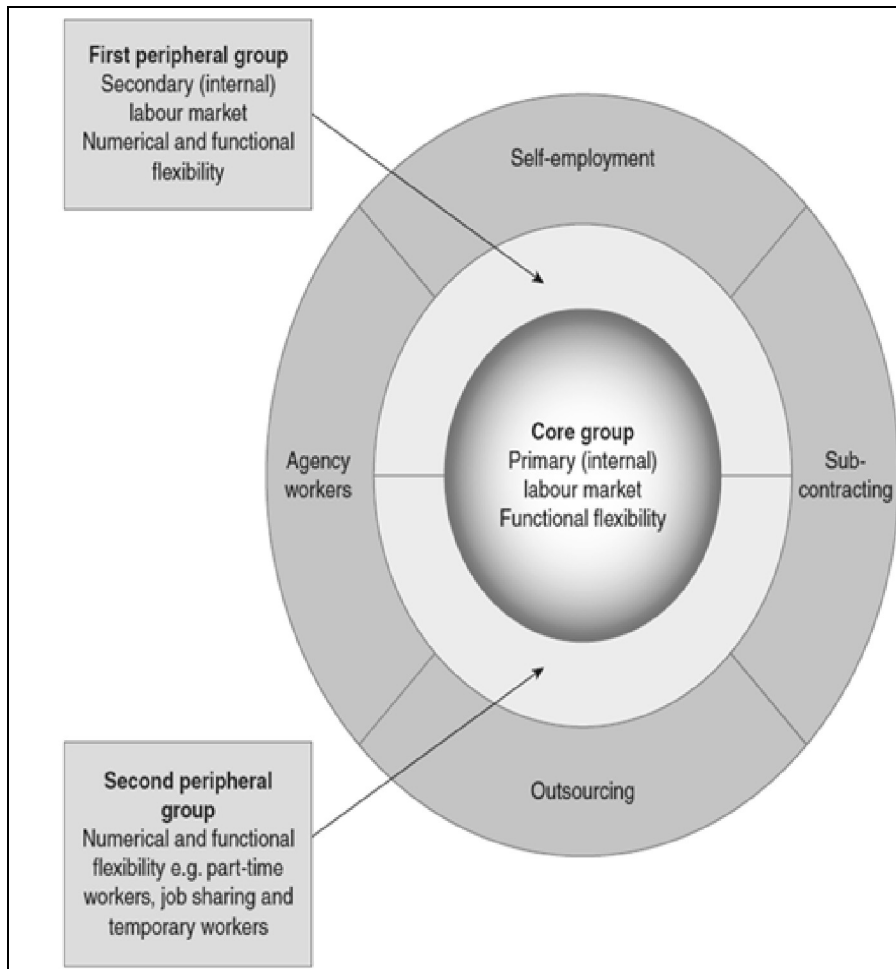 First peripheral group
Secondary (internal)
labour market
Numerical and functional
flexibility
Self-employment
Agency
workers
Core group
Primary (internal)
labour market
Functional flexibility
Sub-
contracting
Second peripheral
group
Numerical and functional
flexibility e.g. part-time
workers, job sharing and
temporary workers
Outsourcing